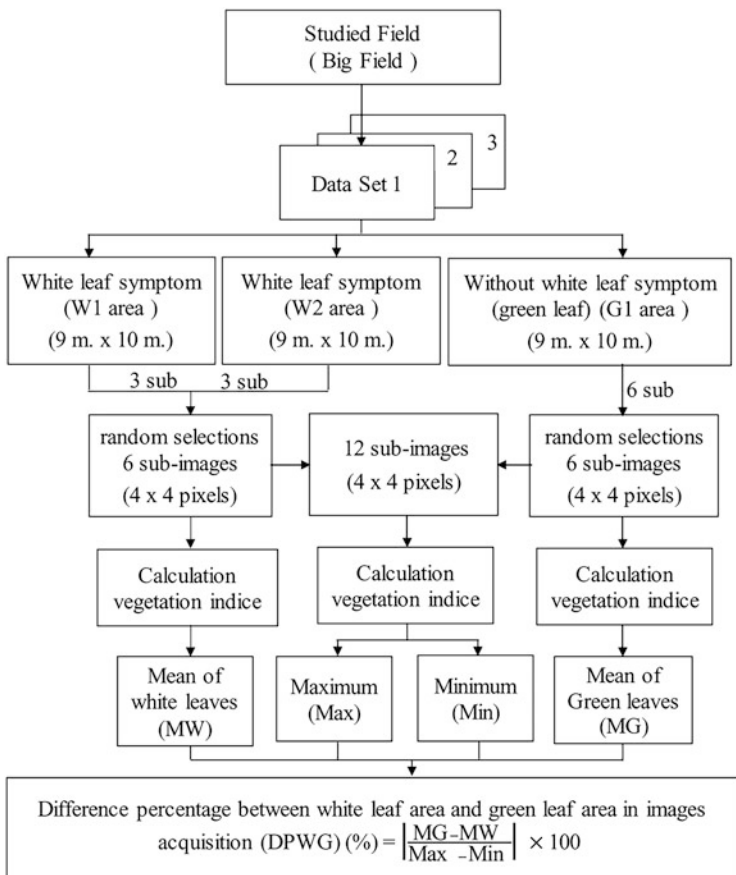 Studied Field
( Big Field )
3
2
Data Set 1
White leaf symptom
(W1 area )
(9 m. x 10 m.)
White leaf symptom
(W2 area )
(9 m. x 10 m.)
Without white leaf symptom
(green leaf) (G1 area )
(9 m. x 10 m.)
3 sub
3 sub
6 sub
random selections
6 sub-images
(4 x 4 pixels)
12 sub-images
(4 x 4 pixels)
random selections
6 sub-images
(4 x 4 pixels)
Calculation
vegetation indice
Calculation
vegetation indice
Calculation
vegetation indice
Mean of
white leaves
(MW)
Maximum
(Max)
Minimum
(Min)
Mean of
Green leaves
(MG)
Difference percentage between white leaf area and green leaf area in images
acquisition (DPWG) (%) = |MG-MW / Max -Min| × 100